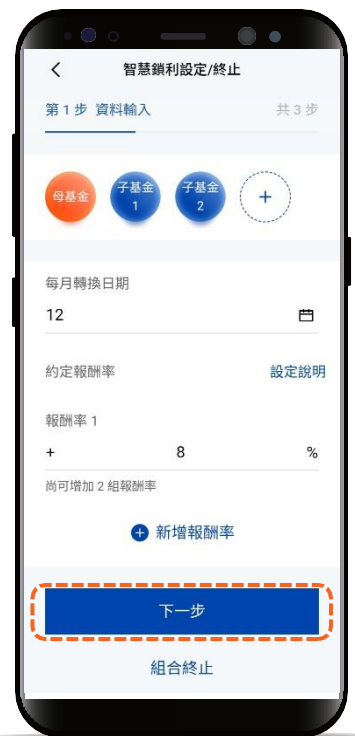 智慧鎖利設定/終止
第1步 資料輸入
共3步
母基金
子基金
1
子基金
2
+
每月轉換日期
12
約定報酬率
設定說明
報酬率 1
+ 8 %
尚可增加 2 組報酬率
+ 新增報酬率
下一步
組合終止